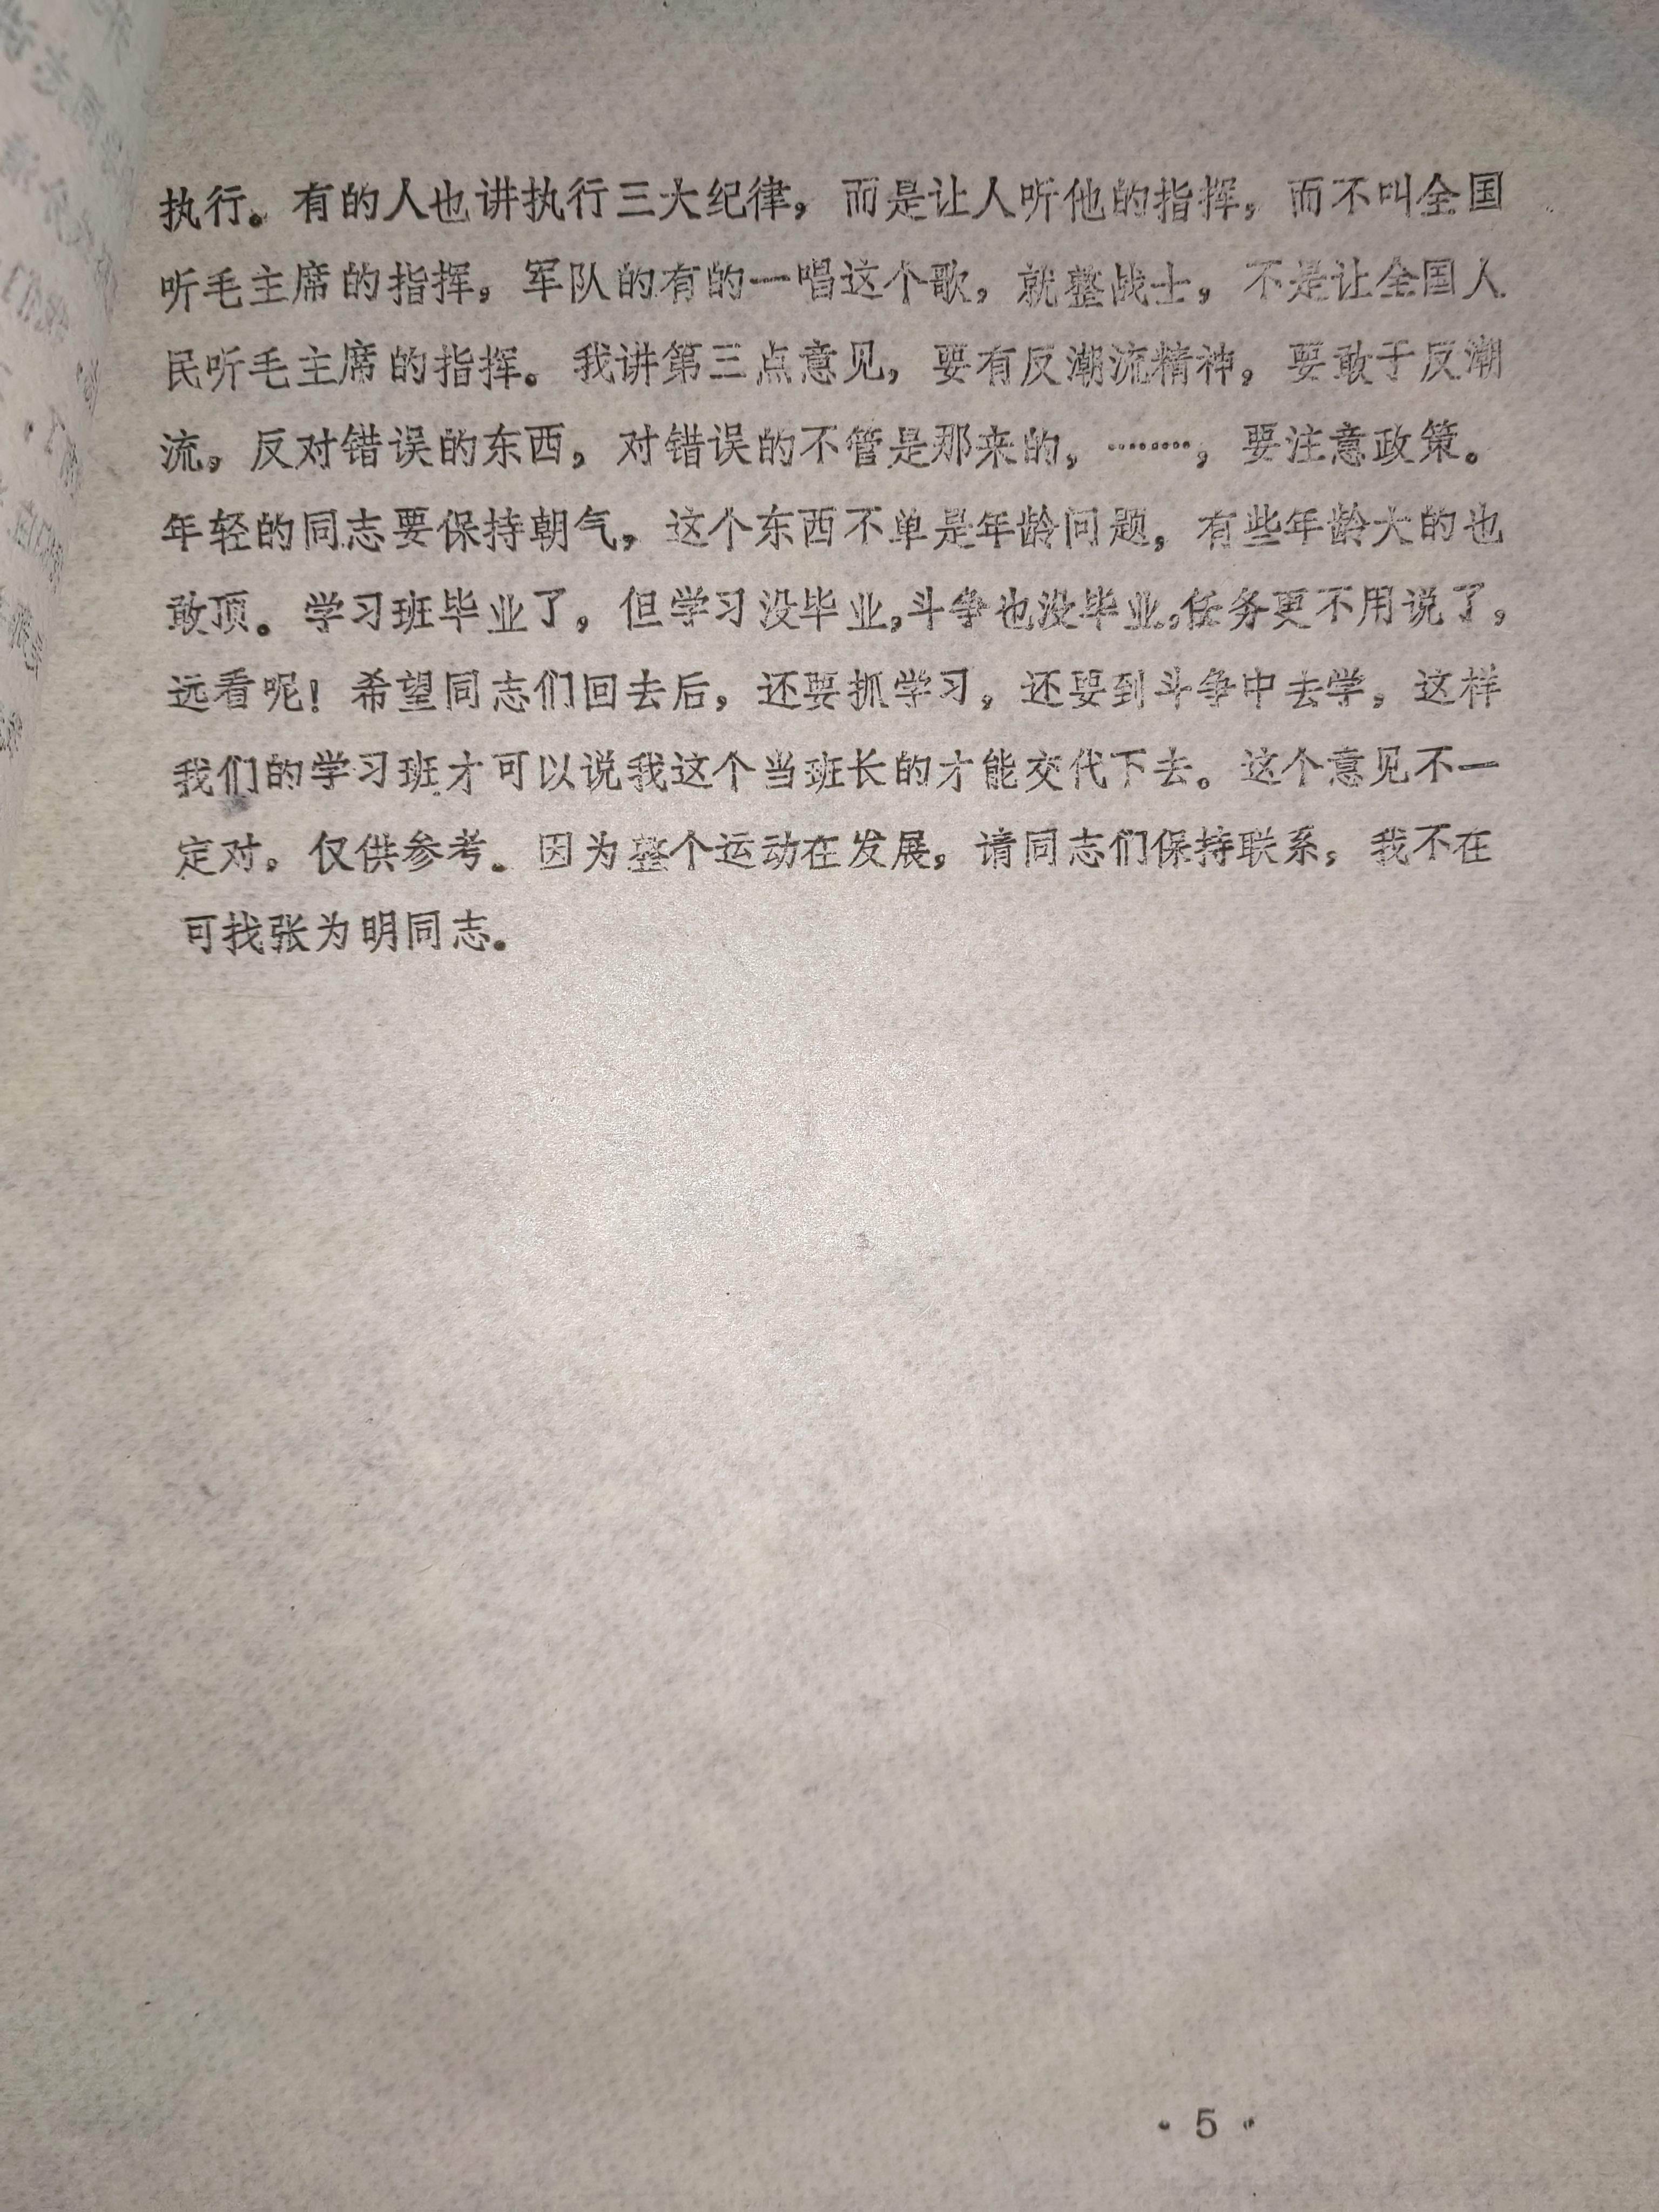 执行。有的人也讲执行三大纪律，而是让人听他的指挥，而不叫全国
听毛主席的指挥，军队的有的一唱这个歌，就整战士，不是让全国人
民听毛主席的指挥。我讲第三点意见，要有反潮流精神，要敢于反潮
流，反对错误的东西，对错误的不管是那来的，………，要注意政策。
年轻的同志要保持朝气，这个东西不单是年龄问题，有些年龄大的也
敢顶。学习班毕业了，但学习没毕业，斗争也没毕业，任务更不用说了，
远看呢！希望同志们回去后，还要抓学习，还要到斗争中去学，这样
我们的学习班才可以说我这个当班长的才能交代下去。这个意见不一
定对，仅供参考。因为整个运动在发展，请同志们保持联系，我不在
可找张为明同志。
·5·